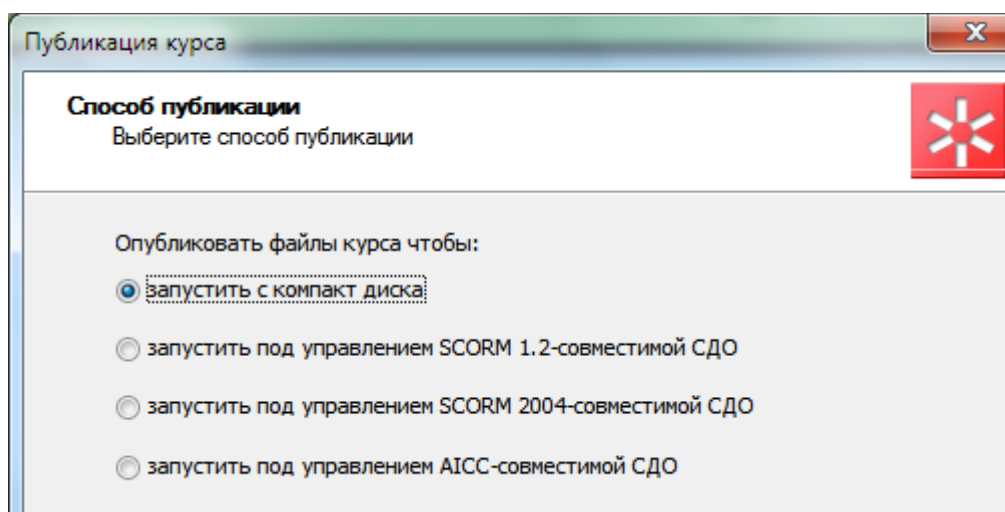 Публикация курса
Способ публикации
Выберите способ публикации
Опубликовать файлы курса чтобы:
запустить с компакт диска
запустить под управлением SCORM 1.2-совместимой СДО
запустить под управлением SCORM 2004-совместимой СДО
запустить под управлением AICC-совместимой СДО